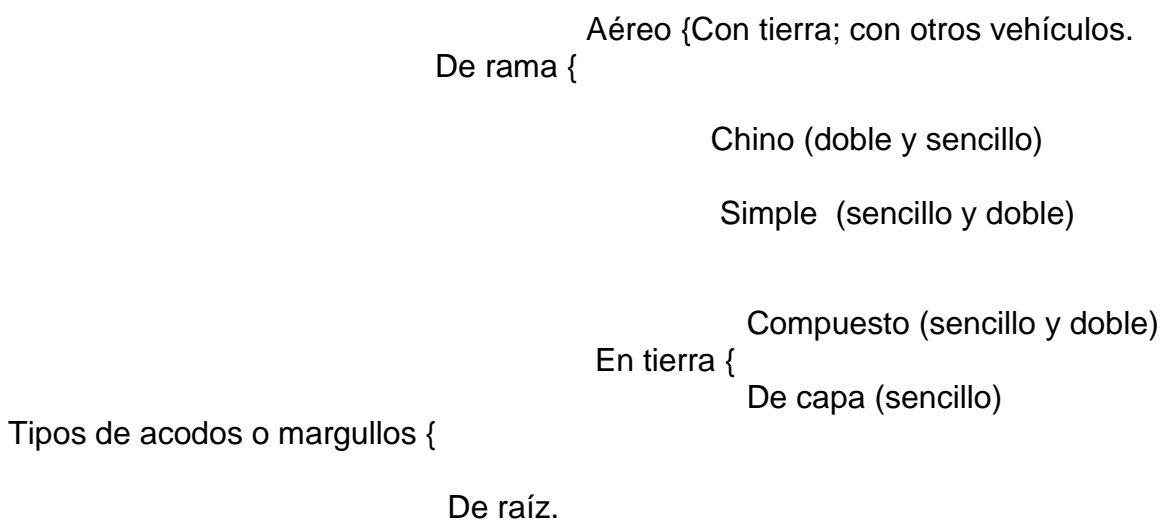 Aéreo {Con tierra; con otros vehículos.
De rama {
Chino (doble y sencillo)
Simple (sencillo y doble)
Compuesto (sencillo y doble)
En tierra {
De capa (sencillo)
Tipos de acodos o margullos {
De raíz.